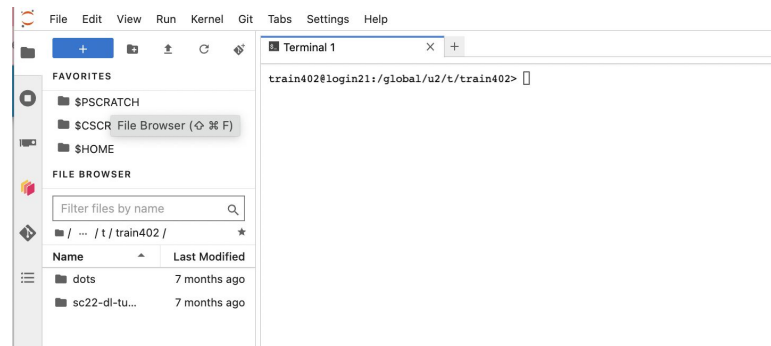 File Edit View Run Kernel Git Tabs Settings Help
+
Terminal 1 × +
FAVORITES
train402@login21:/global/u2/t/train402>
$PSCRATCH
$CSCR
File Browser (⇧ ⌘ F)
$HOME
FILE BROWSER
Filter files by name
/ ··· / t / train402 /
Name Last Modified
dots 7 months ago
sc22-dl-tu... 7 months ago